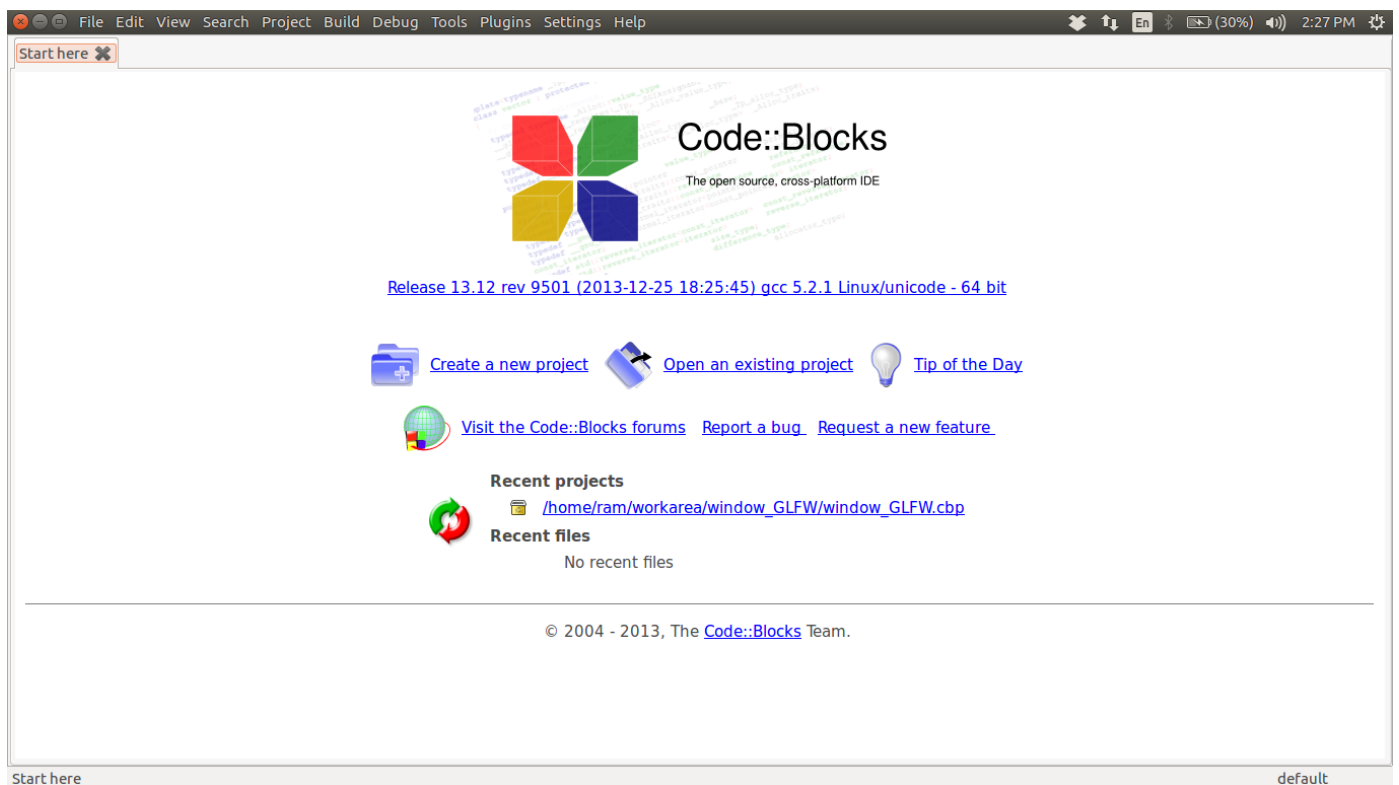 File Edit View Search Project Build Debug Tools Plugins Settings Help En (30%) 2:27 PM
Start here
Code::Blocks
The open source, cross-platform IDE
Release 13.12 rev 9501 (2013-12-25 18:25:45) gcc 5.2.1 Linux/unicode - 64 bit
Create a new project Open an existing project Tip of the Day
Visit the Code::Blocks forums Report a bug Request a new feature
Recent projects
/home/ram/workarea/window_GLFW/window_GLFW.cbp
Recent files
No recent files
© 2004 - 2013, The Code::Blocks Team.
Start here default